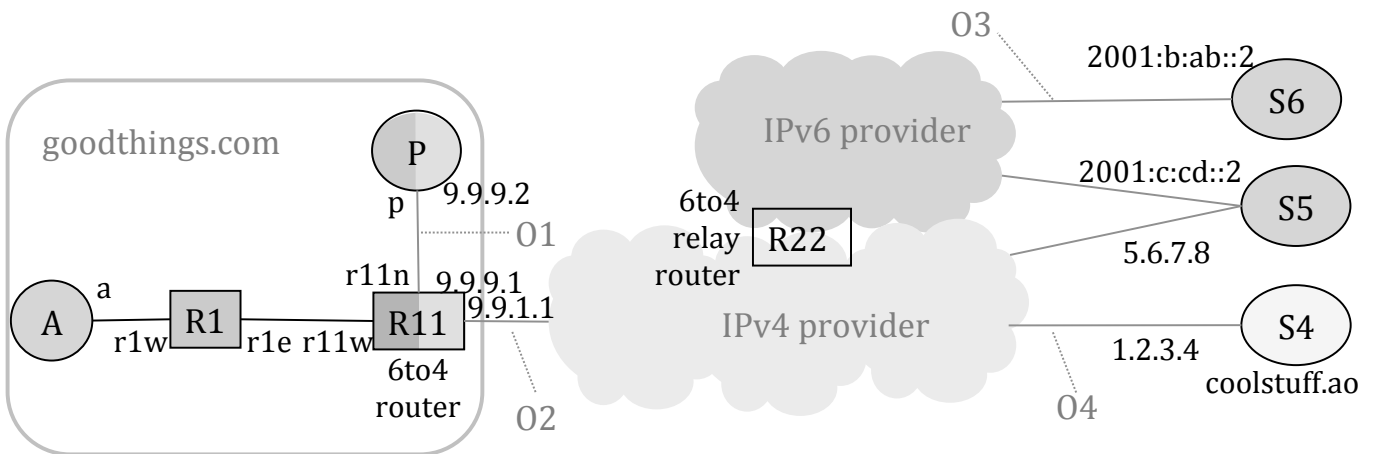 O3
2001:b:ab::2
S6
goodthings.com
P
IPv6 provider
p
9.9.9.2
O1
2001:c:cd::2
S5
5.6.7.8
6to4
relay
router
R22
r11n
9.9.9.1
9.9.1.1
a
A
R1
r1w
r1e
r11w
R11
6to4
router
O2
IPv4 provider
S4
1.2.3.4
coolstuff.ao
O4